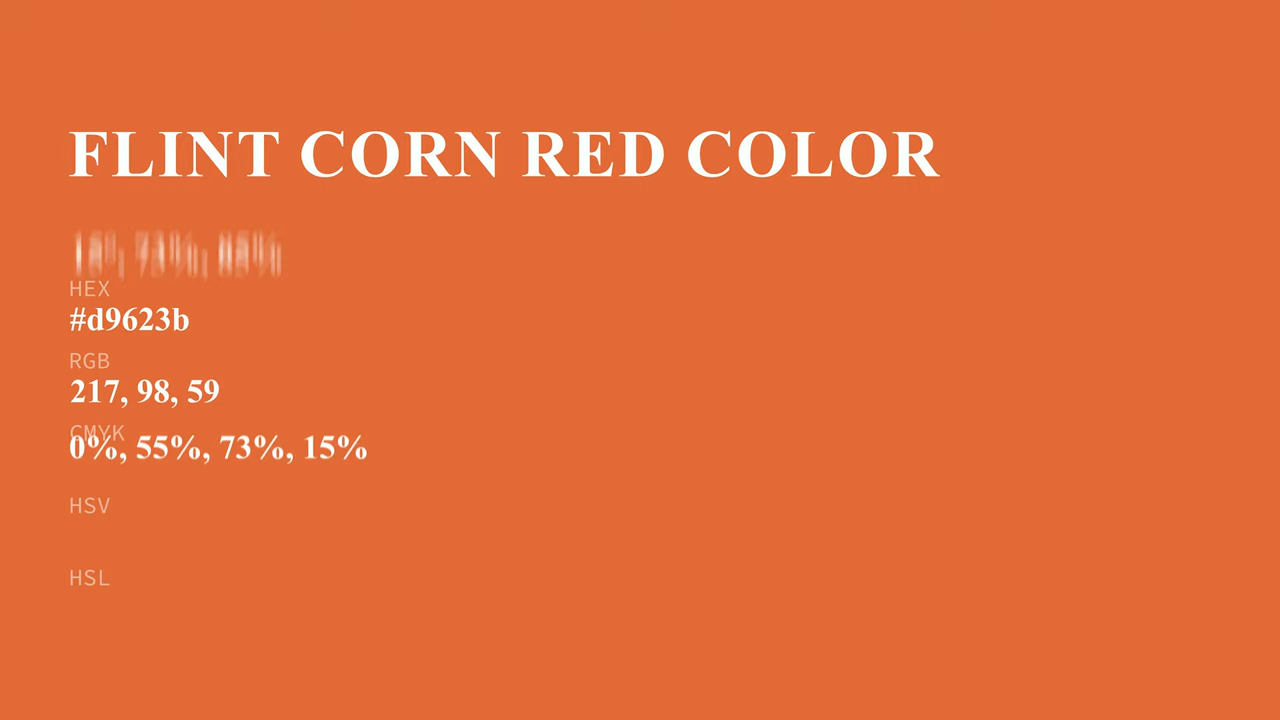 FLINT CORN RED COLOR
HEX
#d9623b
RGB
217, 98, 59
CMYK
0%, 55%, 73%, 15%
HSV
HSL